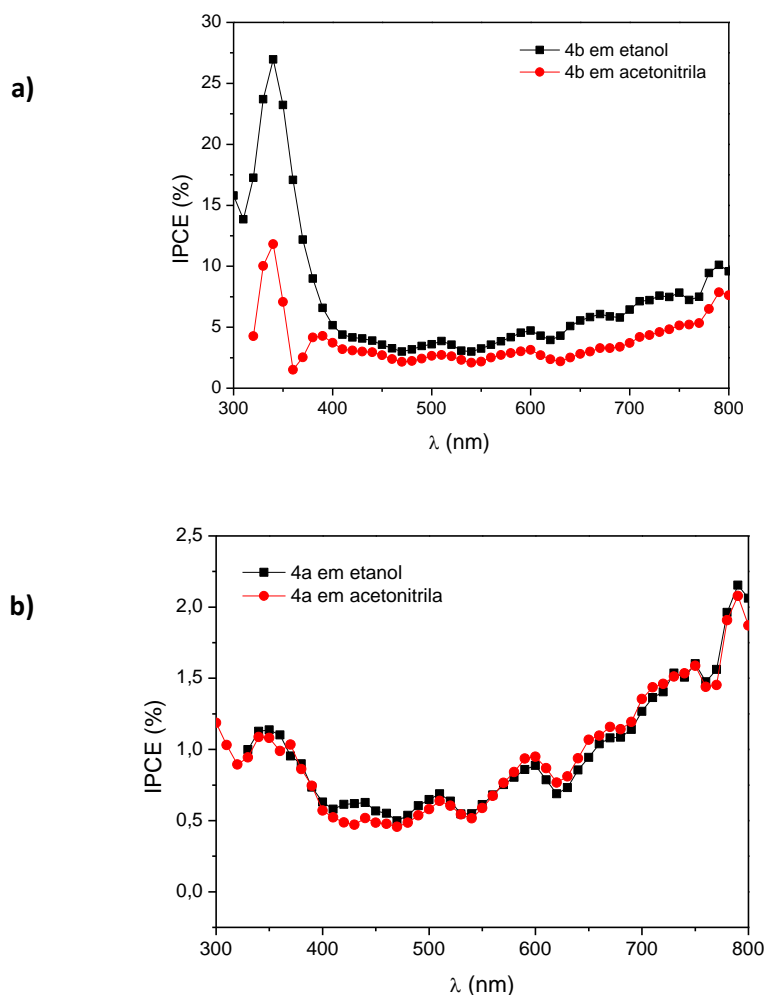 a)
30
25
20
15
10
5
0
IPCE (%)
4b em etanol
4b em acetonitrila
300 400 500 600 700 800
λ (nm)
b)
2,5
2,0
1,5
1,0
0,5
0,0
IPCE (%)
4a em etanol
4a em acetonitrila
300 400 500 600 700 800
λ (nm)